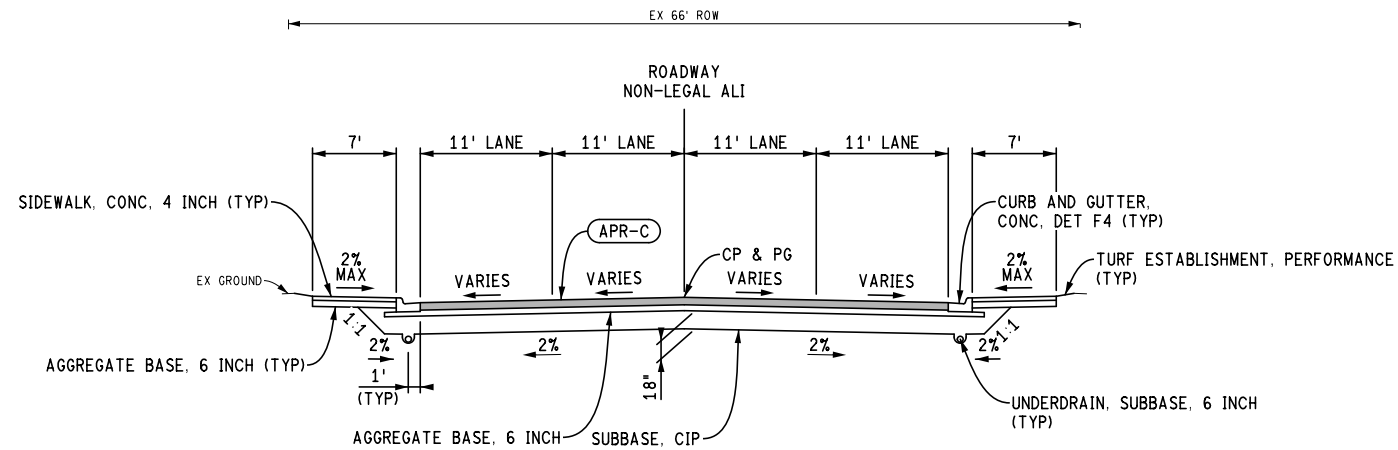 EX 66' ROW
ROADWAY
NON-LEGAL ALI
7'
11' LANE
11' LANE
11' LANE
11' LANE
7'
SIDEWALK, CONC, 4 INCH (TYP)
CURB AND GUTTER,
CONC, DET F4 (TYP)
APR-C
CP & PG
2%
MAX
VARIES
VARIES
VARIES
VARIES
2%
MAX
TURF ESTABLISHMENT, PERFORMANCE
(TYP)
EX GROUND
1:1
1:1
2%
2%
2%
2%
AGGREGATE BASE, 6 INCH (TYP)
1'
(TYP)
18"
UNDERDRAIN, SUBBASE, 6 INCH
(TYP)
AGGREGATE BASE, 6 INCH
SUBBASE, CIP